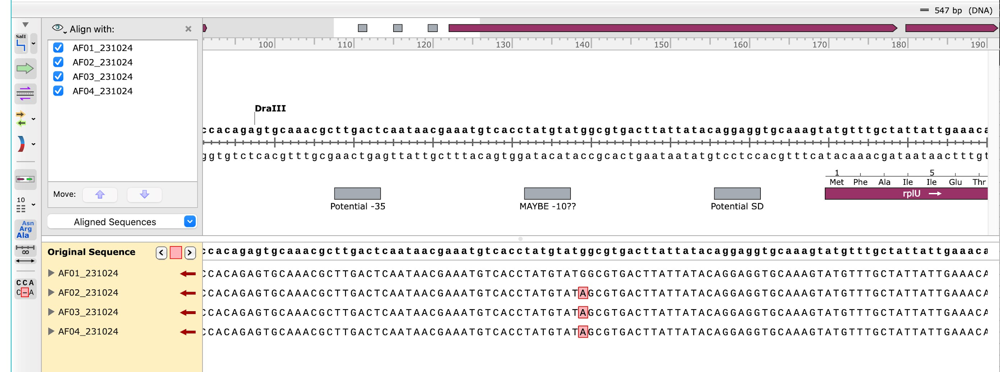 547 bp (DNA)
Align with:
SalI
AF01_231024
AF02_231024
AF03_231024
AF04_231024
100 110 120 130 140 150 160 170 180 190
DraIII
ccacagagtgcaaacgcttgactcaataacgaaatgtcacctatgtatggcgtgacttattatacaggaggtgcaaagtatgtttgctattattgaaaca
ggtgtctcacgtttgcgaactgagttattgctttacagtggatacataccgcactgaataatatgtcctccacgtttcatacaaacgataataactttgt
1 5
Met Phe Ala Ile Ile Glu Thr
rplU
Potential -35
MAYBE -10??
Potential SD
Move:
10
Aligned Sequences
Asn
Arg
Ala
Original Sequence
ccacagagtgcaaacgcttgactcaataacgaaatgtcacctatgtatggcgtgacttattatacaggaggtgcaaagtatgtttgctattattgaaaca
AF01_231024
CCACAGAGTGCAAACGCTTGACTCAATAACGAAATGTCACCTATGTATGGCGTGACTTATTATACAGGAGGTGCAAAGTATGTTTGCTATTATTGAAACA
AF02_231024
CCACAGAGTGCAAACGCTTGACTCAATAACGAAATGTCACCTATGTATAGCGTGACTTATTATACAGGAGGTGCAAAGTATGTTTGCTATTATTGAAACA
AF03_231024
CCACAGAGTGCAAACGCTTGACTCAATAACGAAATGTCACCTATGTATAGCGTGACTTATTATACAGGAGGTGCAAAGTATGTTTGCTATTATTGAAACA
AF04_231024
CCACAGAGTGCAAACGCTTGACTCAATAACGAAATGTCACCTATGTATAGCGTGACTTATTATACAGGAGGTGCAAAGTATGTTTGCTATTATTGAAACA
CCA
C-A